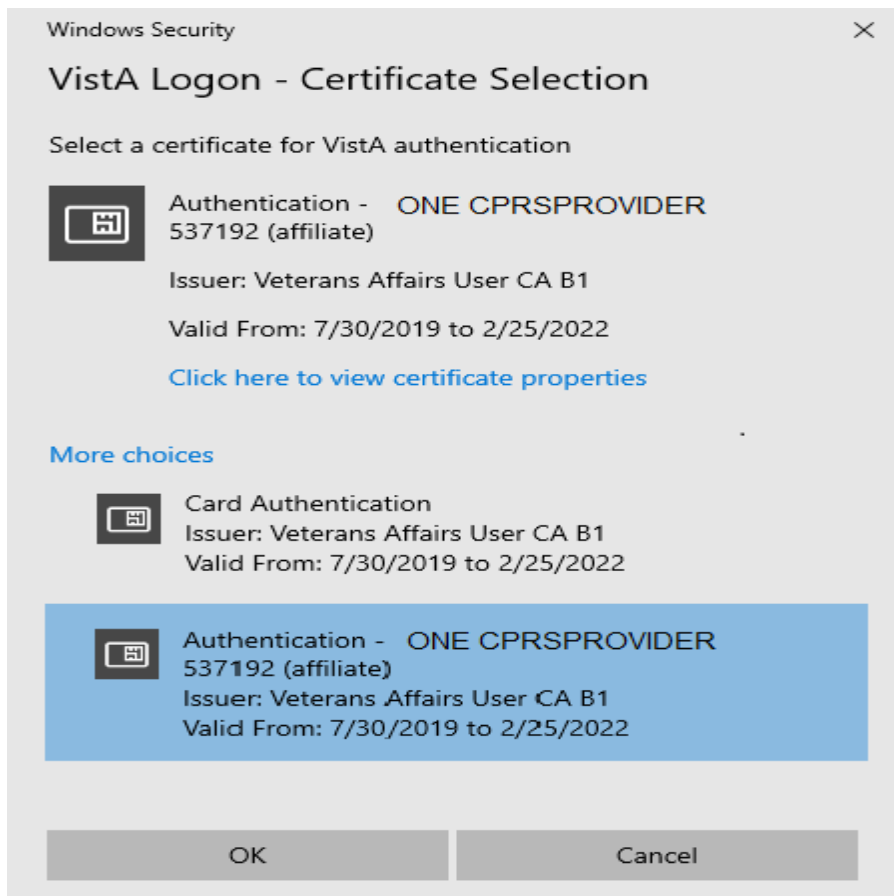 Windows Security
VistA Logon - Certificate Selection
Select a certificate for VistA authentication
Authentication - ONE CPRSPROVIDER
537192 (affiliate)
Issuer: Veterans Affairs User CA B1
Valid From: 7/30/2019 to 2/25/2022
Click here to view certificate properties
More choices
Card Authentication
Issuer: Veterans Affairs User CA B1
Valid From: 7/30/2019 to 2/25/2022
Authentication - ONE CPRSPROVIDER
537192 (affiliate)
Issuer: Veterans Affairs User CA B1
Valid From: 7/30/2019 to 2/25/2022
OK Cancel